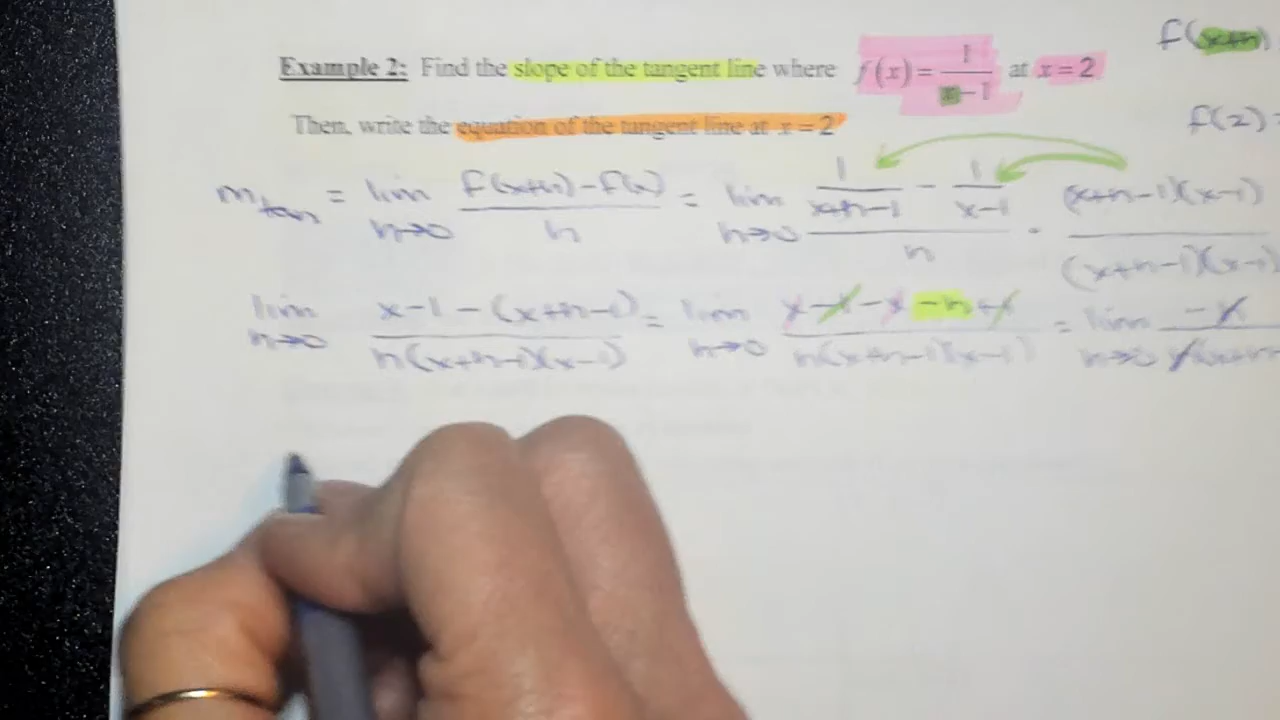 f(x+h)
Example 2: Find the slope of the tangent line where f(x) = 1/(x-1) at x = 2
f(2) =
Then, write the equation of the tangent line at x = 2
m tan = lim h→0 (f(x+h) - f(x))/h = lim h→0 (1/(x+h-1) - 1/(x-1))/h · ((x+h-1)(x-1))/((x+h-1)(x-1)
lim h→0 (x-1-(x+h-1))/(h(x+h-1)(x-1)) = lim h→0 (x-1-x-h+1)/(h(x+h-1)(x-1)) = lim h→0 -h/(h(x+h-